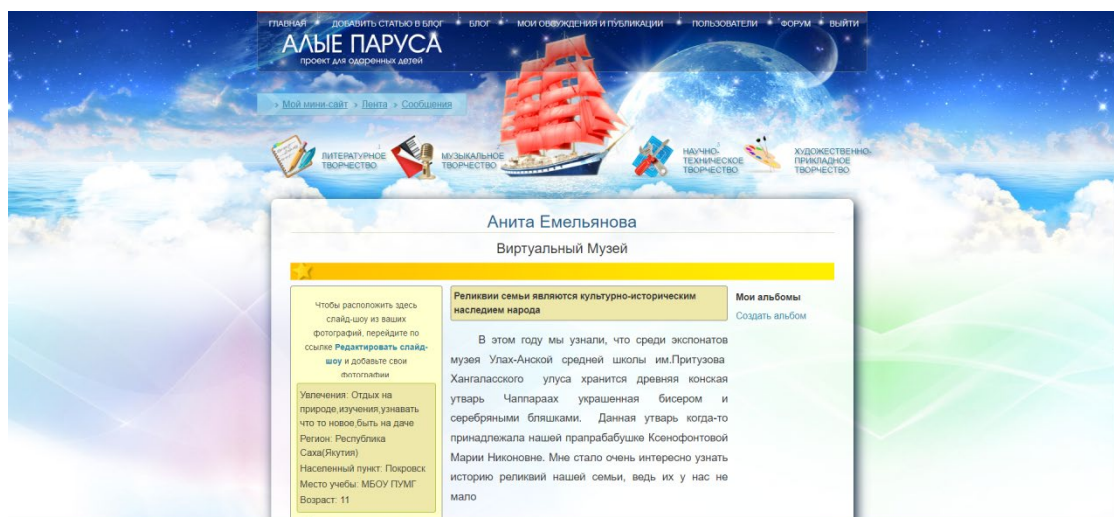 ГЛАВНАЯ * ДОБАВИТЬ СТАТЬЮ В БЛОГ * БЛОГ * МОИ ОБСУЖДЕНИЯ И ПУБЛИКАЦИИ * ПОЛЬЗОВАТЕЛИ * ФОРУМ * ВЫЙТИ
АЛЫЕ ПАРУСА
проект для одаренных детей
› Мой мини-сайт › Лента › Сообщения
ЛИТЕРАТУРНОЕ
ТВОРЧЕСТВО
МУЗЫКАЛЬНОЕ
ТВОРЧЕСТВО
НАУЧНО-
ТЕХНИЧЕСКОЕ
ТВОРЧЕСТВО
ХУДОЖЕСТВЕННО-
ПРИКЛАДНОЕ
ТВОРЧЕСТВО
Анита Емельянова
Виртуальный Музей
Чтобы расположить здесь
слайд-шоу из ваших
фотографий, перейдите по
ссылке Редактировать слайд-
шоу и добавьте свои
фотографии
Увлечения: Отдых на
природе,изучения,узнавать
что то новое,быть на даче
Регион: Республика
Саха(Якутия)
Населенный пункт: Покровск
Место учебы: МБОУ ПУМГ
Возраст: 11
Реликвии семьи являются культурно-историческим
наследием народа
В этом году мы узнали, что среди экспонатов
музея Улах-Анской средней школы им.Притузова
Хангаласского улуса хранится древняя конская
утварь Чаппараах украшенная бисером и
серебряными бляшками. Данная утварь когда-то
принадлежала нашей прапрабабушке Ксенофонтовой
Марии Никоновне. Мне стало очень интересно узнать
историю реликвий нашей семьи, ведь их у нас не
мало
Мои альбомы
Создать альбом